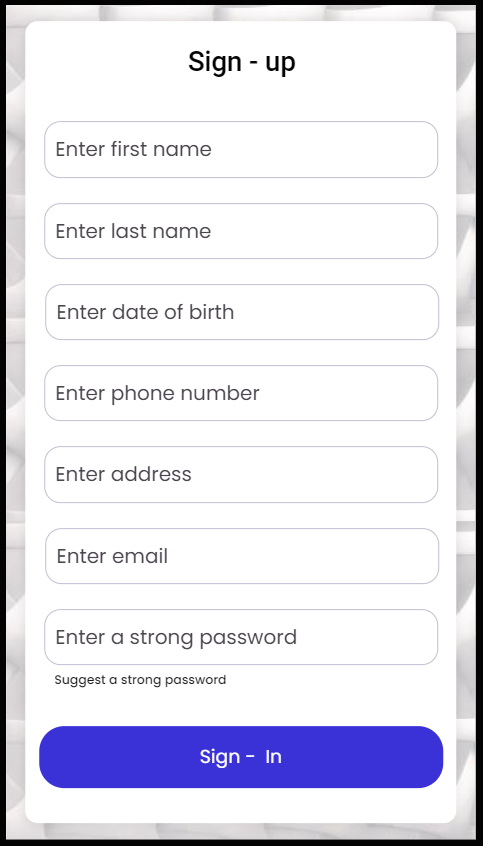 Sign - up
Enter first name
Enter last name
Enter date of birth
Enter phone number
Enter address
Enter email
Enter a strong password
Suggest a strong password
Sign - In